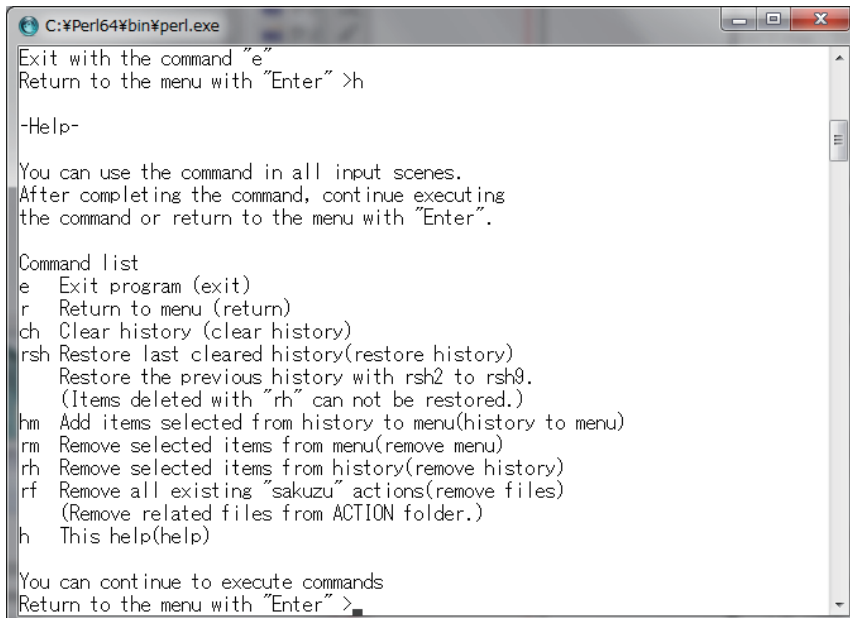 C:¥Perl64¥bin¥perl.exe
Exit with the command "e"
Return to the menu with "Enter" >h
-Help-
You can use the command in all input scenes.
After completing the command, continue executing
the command or return to the menu with "Enter".
Command list
e Exit program (exit)
r Return to menu (return)
ch Clear history (clear history)
rsh Restore last cleared history(restore history)
Restore the previous history with rsh2 to rsh9.
(Items deleted with "rh" can not be restored.)
hm Add items selected from history to menu(history to menu)
rm Remove selected items from menu(remove menu)
rh Remove selected items from history(remove history)
rf Remove all existing "sakuzu" actions(remove files)
(Remove related files from ACTION folder.)
h This help(help)
You can continue to execute commands
Return to the menu with "Enter" >_